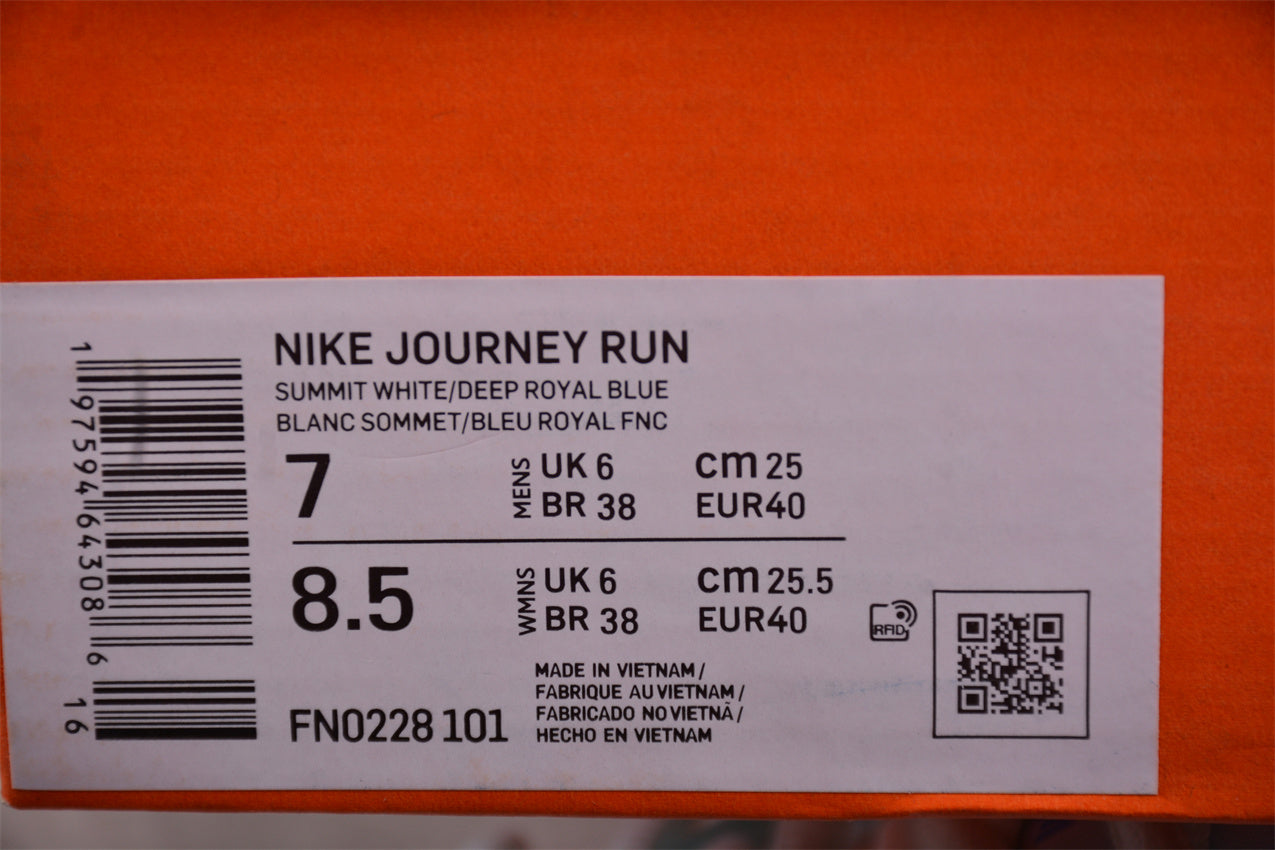 NIKE JOURNEY RUN
SUMMIT WHITE/DEEP ROYAL BLUE
BLANC SOMMET/BLEU ROYAL FNC
7 MENS UK 6 cm 25
BR 38 EUR40
8.5 WMNS UK 6 cm 25.5
BR 38 EUR40
RFID
MADE IN VIETNAM /
FABRIQUE AU VIETNAM /
FABRICADO NO VIETNÃ /
HECHO EN VIETNAM
FN0228 101
1 97594 64308 6 16